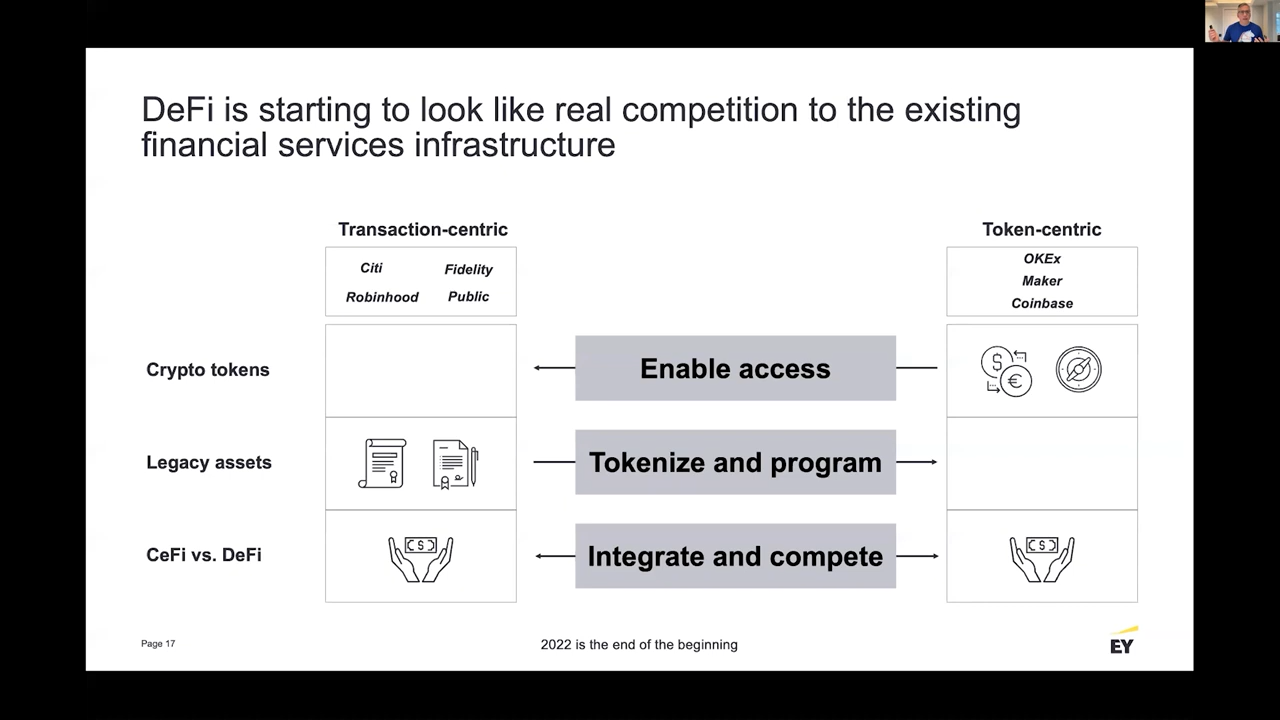 DeFi is starting to look like real competition to the existing
financial services infrastructure
Transaction-centric
Token-centric
Citi Fidelity
Robinhood Public
OKEx
Maker
Coinbase
Crypto tokens
Enable access
$
€
Legacy assets
Tokenize and program
CeFi vs. DeFi
$
Integrate and compete
$
Page 17
2022 is the end of the beginning
EY